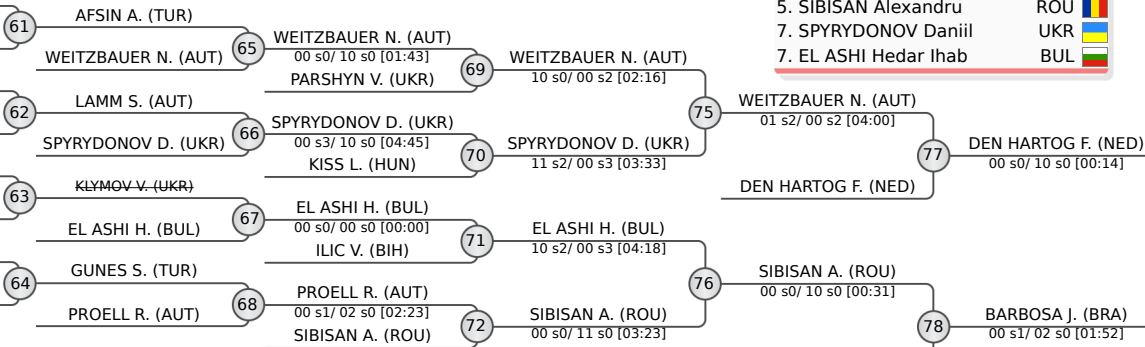 5. SIBISAN Alexandru ROU
7. SPYRYDONOV Daniil UKR
7. EL ASHI Hedar Ihab BUL
61
AFSIN A. (TUR)
WEITZBAUER N. (AUT)
65
WEITZBAUER N. (AUT)
00 s0/ 10 s0 [01:43]
PARSHYN V. (UKR)
69
WEITZBAUER N. (AUT)
10 s0/ 00 s2 [02:16]
62
LAMM S. (AUT)
SPYRYDONOV D. (UKR)
66
SPYRYDONOV D. (UKR)
00 s3/ 10 s0 [04:45]
KISS L. (HUN)
70
SPYRYDONOV D. (UKR)
11 s2/ 00 s3 [03:33]
75
WEITZBAUER N. (AUT)
01 s2/ 00 s2 [04:00]
DEN HARTOG F. (NED)
77
DEN HARTOG F. (NED)
00 s0/ 10 s0 [00:14]
63
KLYMOV V. (UKR)
EL ASHI H. (BUL)
67
EL ASHI H. (BUL)
00 s0/ 00 s0 [00:00]
ILIC V. (BIH)
71
EL ASHI H. (BUL)
10 s2/ 00 s3 [04:18]
64
GUNES S. (TUR)
PROELL R. (AUT)
68
PROELL R. (AUT)
00 s1/ 02 s0 [02:23]
SIBISAN A. (ROU)
72
SIBISAN A. (ROU)
00 s0/ 11 s0 [03:23]
76
SIBISAN A. (ROU)
00 s0/ 10 s0 [00:31]
78
BARBOSA J. (BRA)
00 s1/ 02 s0 [01:52]